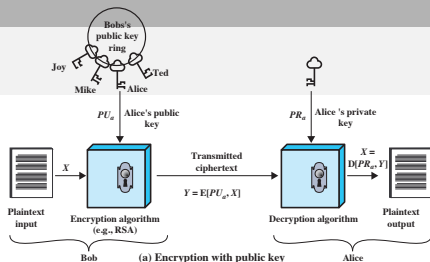 Bobs's
public key
ring
Joy
Ted
Mike
Alice
PUa
Alice's public
key
PRa
Alice 's private
key
X
Transmitted
ciphertext
X =
D[PRa, Y]
Y = E[PUa, X]
Plaintext
input
Encryption algorithm
(e.g., RSA)
Decryption algorithm
Plaintext
output
Bob
(a) Encryption with public key
Alice